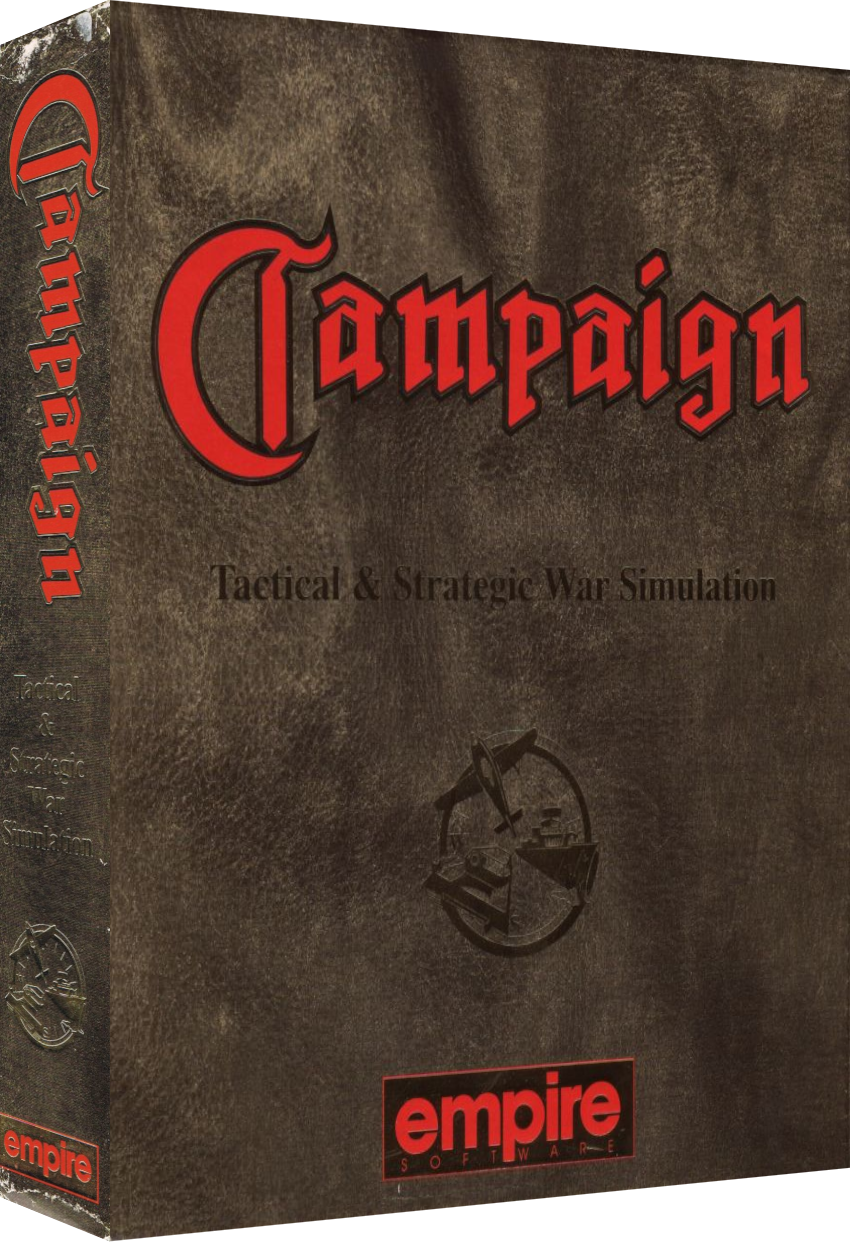 Campaign
Tactical & Strategic War Simulation
empire
SOFTWARE
Campaign
Tactical
&
Strategic
War
Simulation
empire